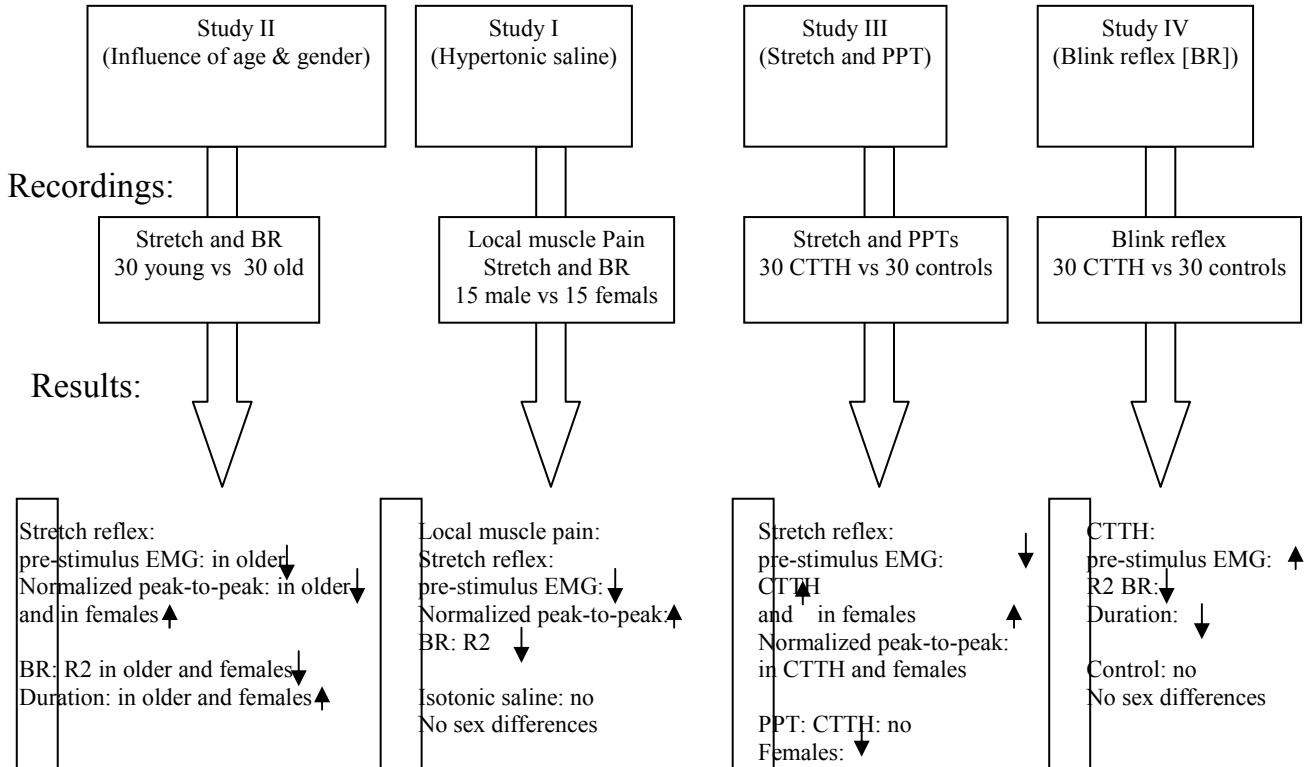 Study II
(Influence of age & gender)
Study I
(Hypertonic saline)
Study III
(Stretch and PPT)
Study IV
(Blink reflex [BR])
Recordings:
Stretch and BR
30 young vs 30 old
Local muscle Pain
Stretch and BR
15 male vs 15 femals
Stretch and PPTs
30 CTTH vs 30 controls
Blink reflex
30 CTTH vs 30 controls
Results:
Stretch reflex:
pre-stimulus EMG: in older
Normalized peak-to-peak: in older
and in females
BR: R2 in older and females
Duration: in older and females
Local muscle pain:
Stretch reflex:
pre-stimulus EMG:
Normalized peak-to-peak:
BR: R2
Isotonic saline: no
No sex differences
Stretch reflex:
pre-stimulus EMG:
CTTH
and in females
Normalized peak-to-peak:
in CTTH and females
PPT: CTTH: no
Females:
CTTH:
pre-stimulus EMG:
R2 BR:
Duration:
Control: no
No sex differences